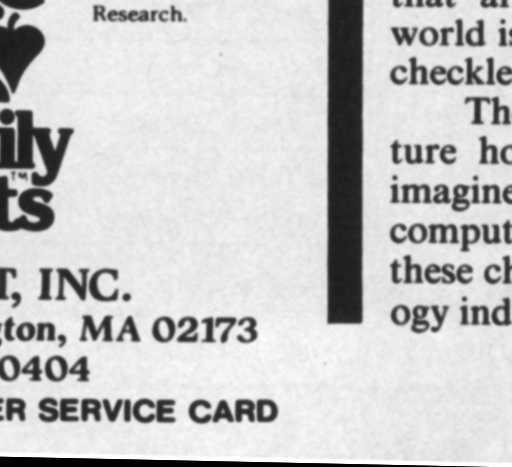 Research.
ily
ts™
T, INC.
gton, MA 02173
0404
ER SERVICE CARD
that ar
world is
checkle
Th
ture ho
imagine
comput
these ch
ogy ind